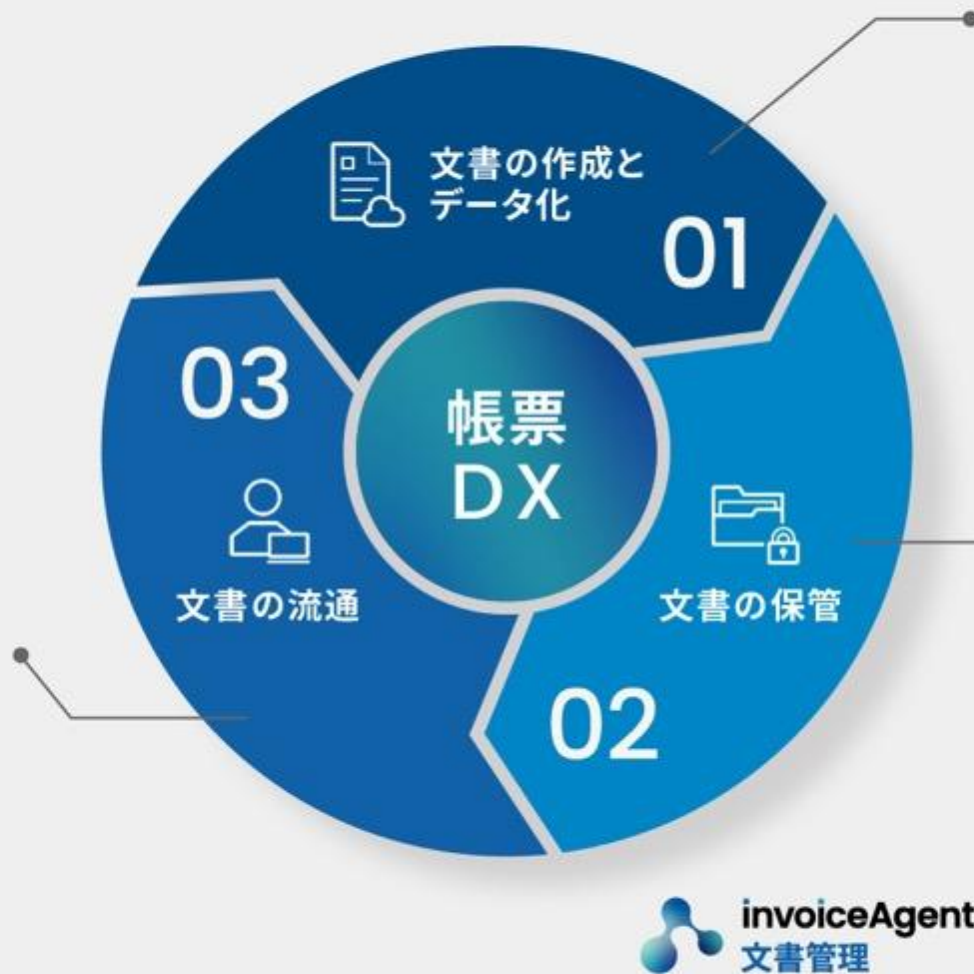 文書の作成と
データ化
01
03
帳票
DX
文書の流通
文書の保管
02
invoiceAgent
文書管理